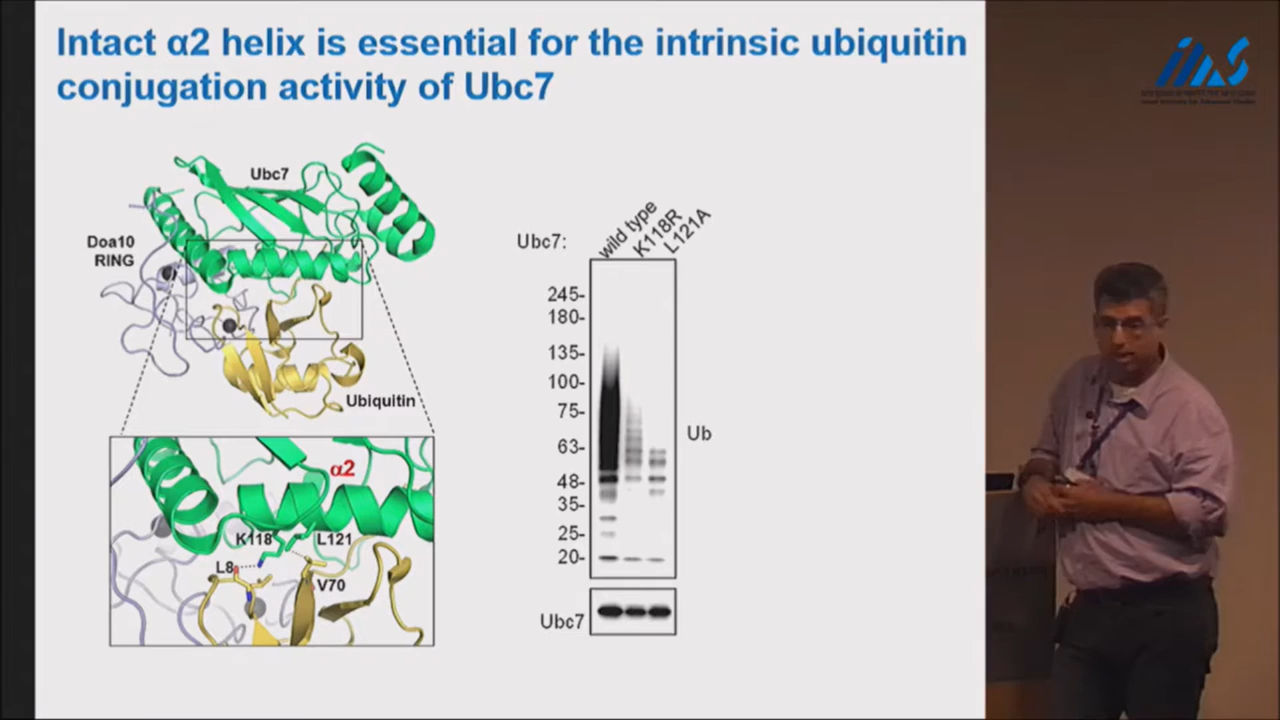 Intact α2 helix is essential for the intrinsic ubiquitin
conjugation activity of Ubc7
Ubc7
Doa10
RING
Ubiquitin
α2
K118
L121
L8
V70
Ubc7:
wild type
K118R
L121A
245-
180-
135-
100-
75-
63-
48-
35-
25-
20-
Ub
Ubc7
IIAS